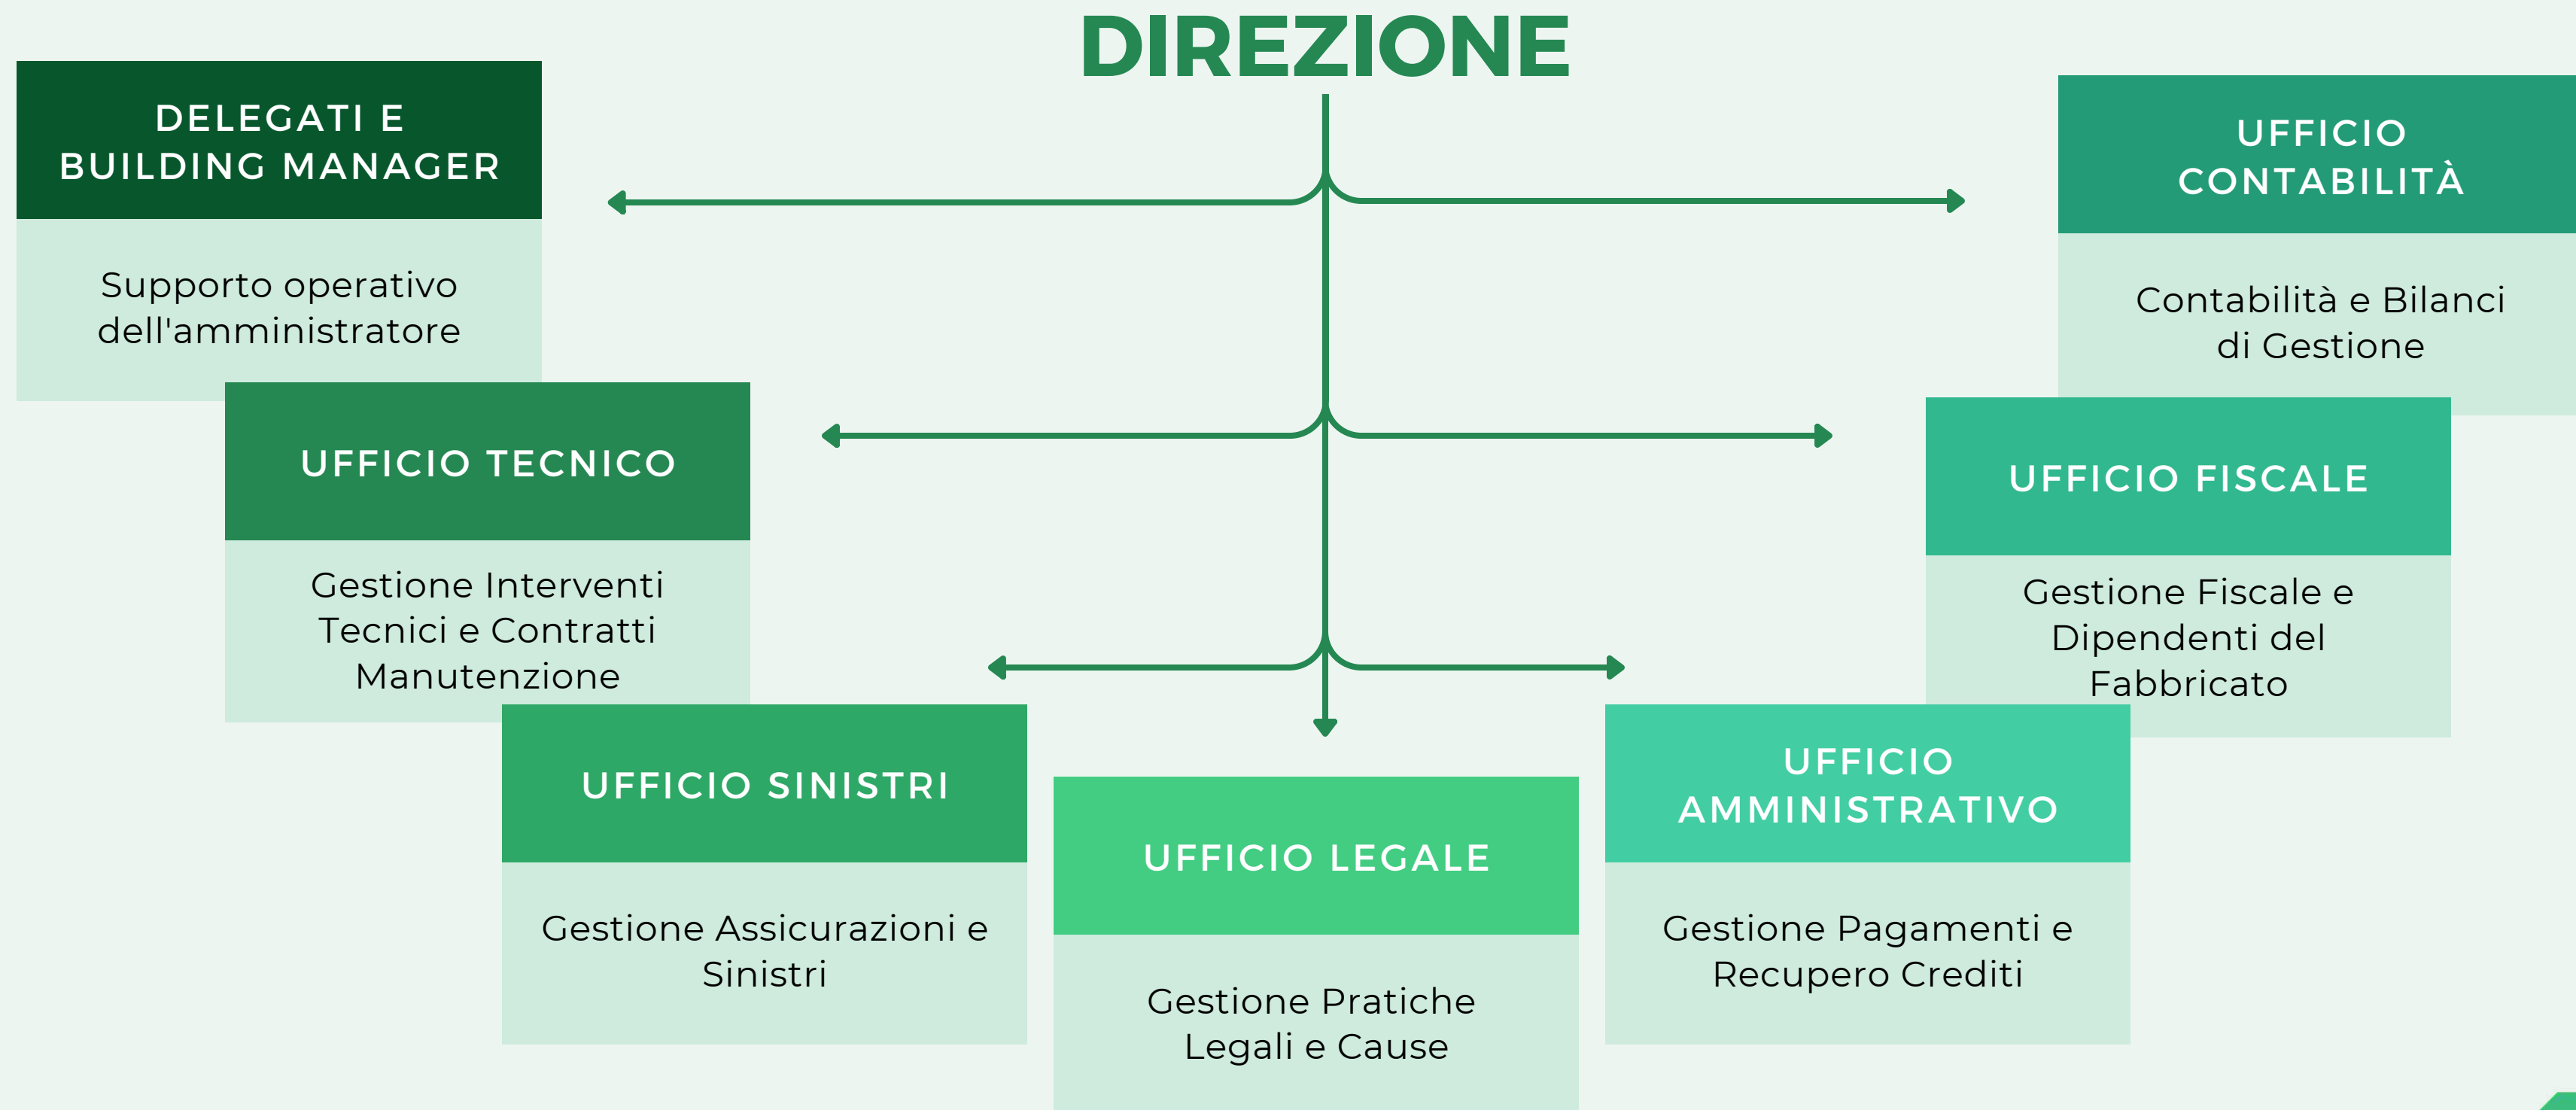 DIREZIONE
DELEGATI E
BUILDING MANAGER
Supporto operativo
dell'amministratore
UFFICIO
CONTABILITÀ
Contabilità e Bilanci
di Gestione
UFFICIO TECNICO
Gestione Interventi
Tecnici e Contratti
Manutenzione
UFFICIO FISCALE
Gestione Fiscale e
Dipendenti del
Fabbricato
UFFICIO SINISTRI
Gestione Assicurazioni e
Sinistri
UFFICIO LEGALE
Gestione Pratiche
Legali e Cause
UFFICIO
AMMINISTRATIVO
Gestione Pagamenti e
Recupero Crediti